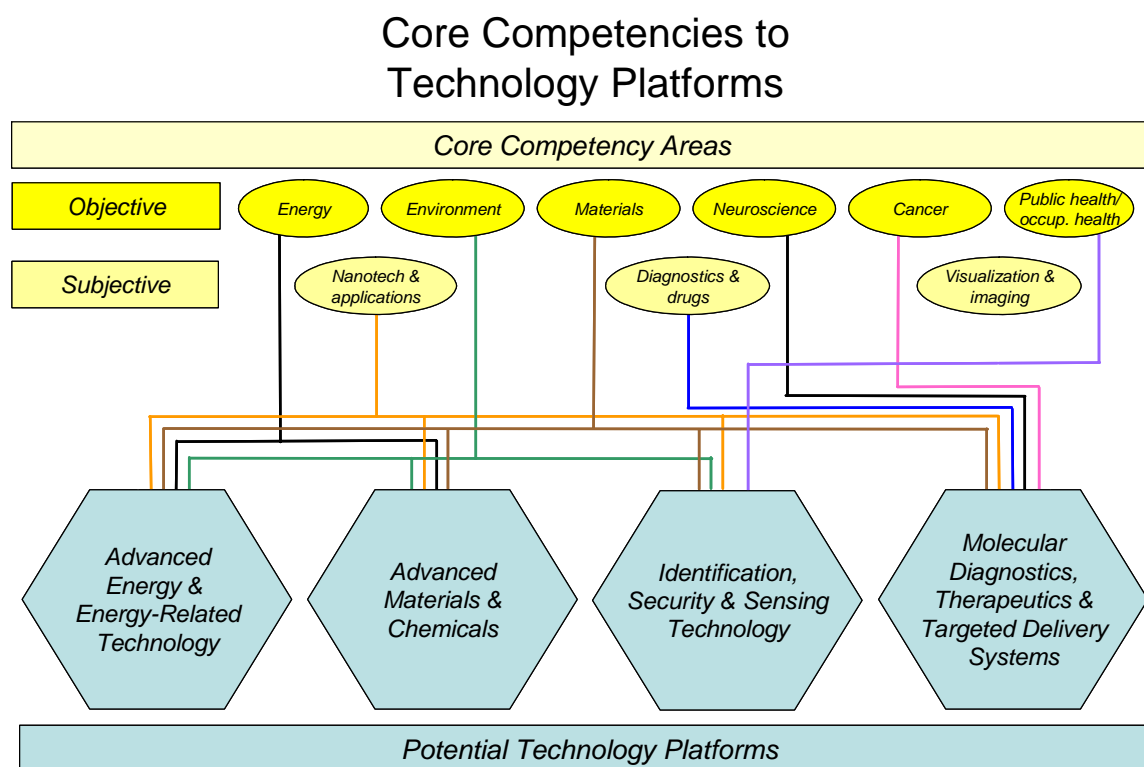 Core Competencies to
Technology Platforms
Core Competency Areas
Objective
Energy
Environment
Materials
Neuroscience
Cancer
Public health/
occup. health
Subjective
Nanotech &
applications
Diagnostics &
drugs
Visualization &
imaging
Advanced
Energy &
Energy-Related
Technology
Advanced
Materials &
Chemicals
Identification,
Security & Sensing
Technology
Molecular
Diagnostics,
Therapeutics &
Targeted Delivery
Systems
Potential Technology Platforms